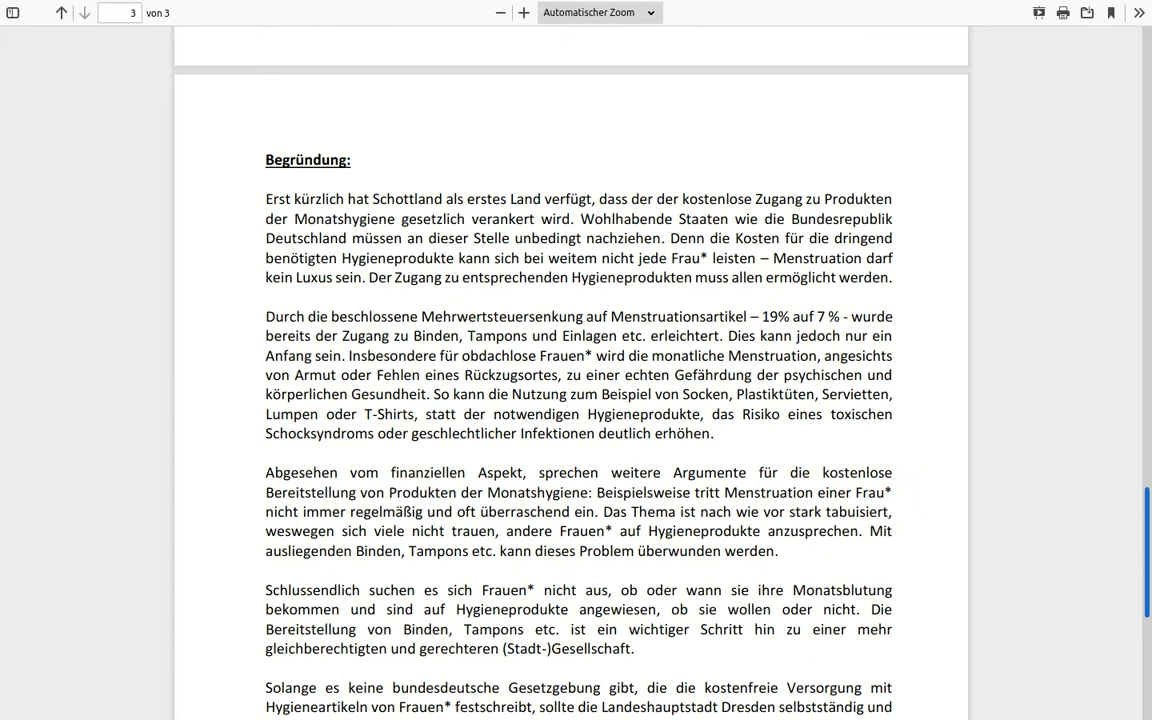 3 von 3 Automatischer Zoom
Begründung:
Erst kürzlich hat Schottland als erstes Land verfügt, dass der der kostenlose Zugang zu Produkten
der Monatshygiene gesetzlich verankert wird. Wohlhabende Staaten wie die Bundesrepublik
Deutschland müssen an dieser Stelle unbedingt nachziehen. Denn die Kosten für die dringend
benötigten Hygieneprodukte kann sich bei weitem nicht jede Frau* leisten – Menstruation darf
kein Luxus sein. Der Zugang zu entsprechenden Hygieneprodukten muss allen ermöglicht werden.
Durch die beschlossene Mehrwertsteuersenkung auf Menstruationsartikel – 19% auf 7 % - wurde
bereits der Zugang zu Binden, Tampons und Einlagen etc. erleichtert. Dies kann jedoch nur ein
Anfang sein. Insbesondere für obdachlose Frauen* wird die monatliche Menstruation, angesichts
von Armut oder Fehlen eines Rückzugsortes, zu einer echten Gefährdung der psychischen und
körperlichen Gesundheit. So kann die Nutzung zum Beispiel von Socken, Plastiktüten, Servietten,
Lumpen oder T-Shirts, statt der notwendigen Hygieneprodukte, das Risiko eines toxischen
Schocksyndroms oder geschlechtlicher Infektionen deutlich erhöhen.
Abgesehen vom finanziellen Aspekt, sprechen weitere Argumente für die kostenlose
Bereitstellung von Produkten der Monatshygiene: Beispielsweise tritt Menstruation einer Frau*
nicht immer regelmäßig und oft überraschend ein. Das Thema ist nach wie vor stark tabuisiert,
weswegen sich viele nicht trauen, andere Frauen* auf Hygieneprodukte anzusprechen. Mit
ausliegenden Binden, Tampons etc. kann dieses Problem überwunden werden.
Schlussendlich suchen es sich Frauen* nicht aus, ob oder wann sie ihre Monatsblutung
bekommen und sind auf Hygieneprodukte angewiesen, ob sie wollen oder nicht. Die
Bereitstellung von Binden, Tampons etc. ist ein wichtiger Schritt hin zu einer mehr
gleichberechtigten und gerechteren (Stadt-)Gesellschaft.
Solange es keine bundesdeutsche Gesetzgebung gibt, die die kostenfreie Versorgung mit
Hygieneartikeln von Frauen* festschreibt, sollte die Landeshauptstadt Dresden selbstständig und